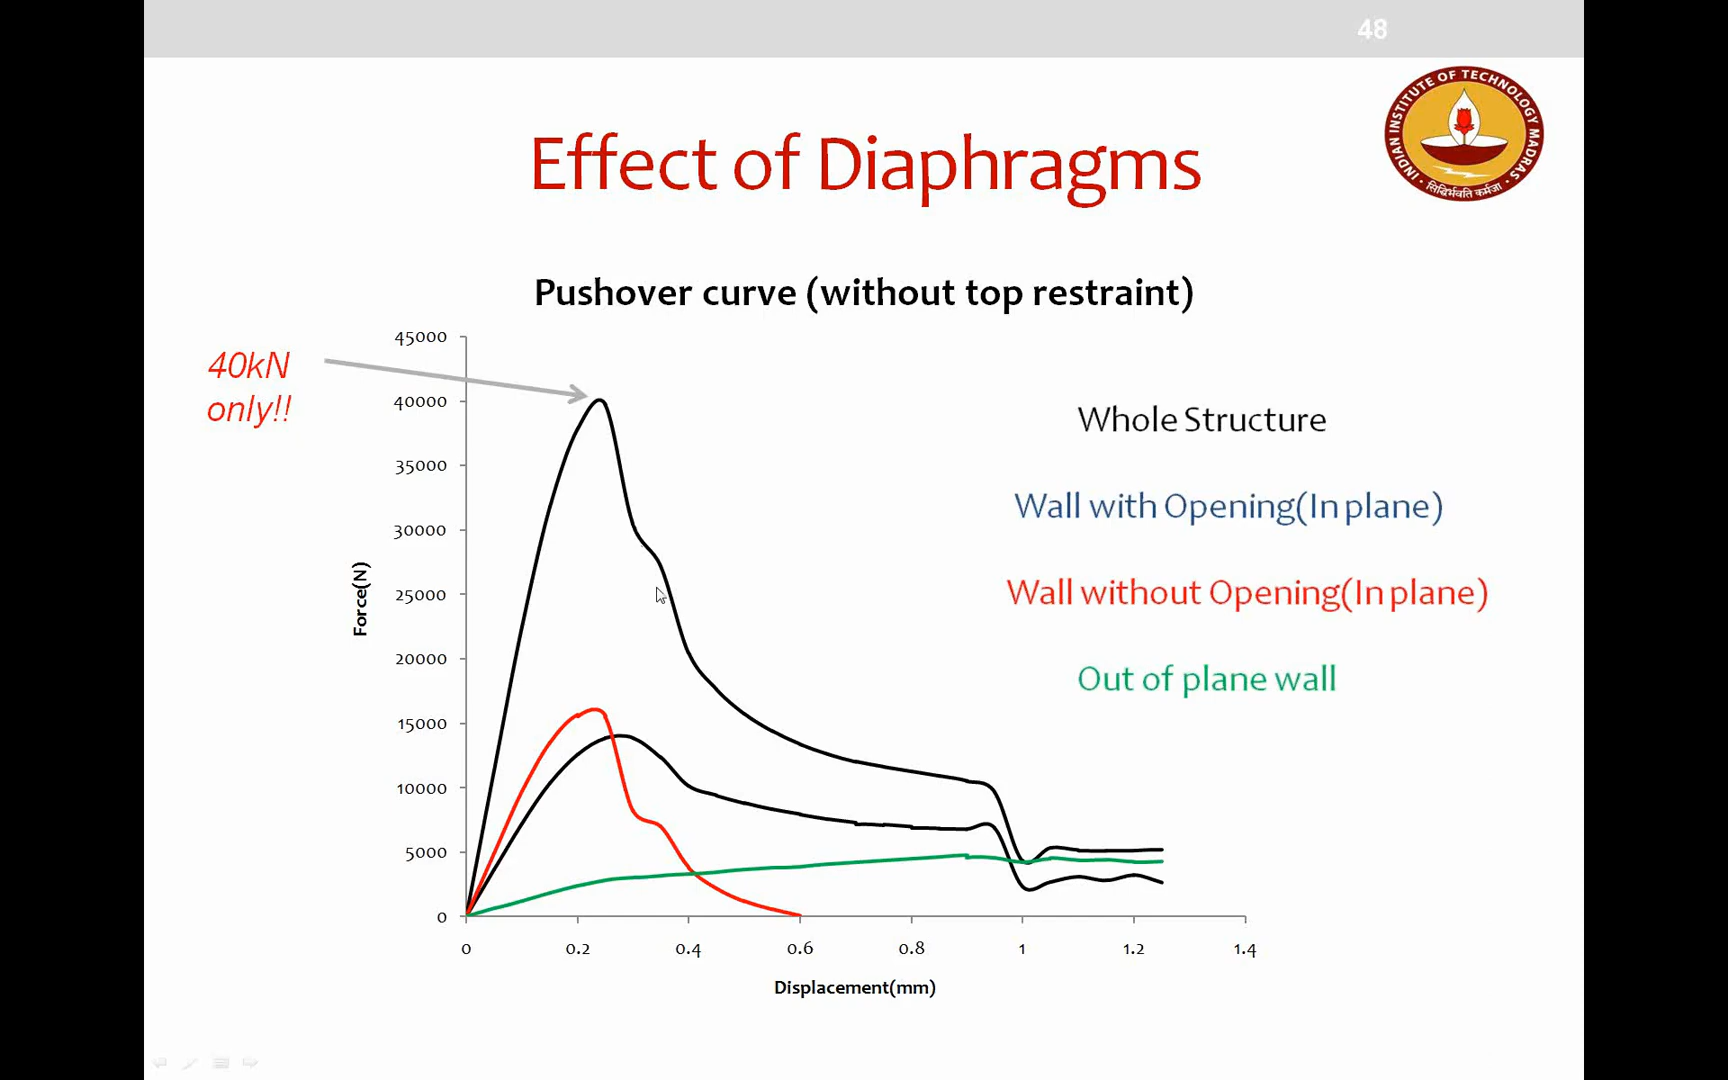 48
INDIAN INSTITUTE OF TECHNOLOGY MADRAS
सिद्धिर्भवति कर्मजा
Effect of Diaphragms
Pushover curve (without top restraint)
40kN
only!!
45000
40000
35000
30000
25000
20000
15000
10000
5000
0
Force(N)
Whole Structure
Wall with Opening(In plane)
Wall without Opening(In plane)
Out of plane wall
0 0.2 0.4 0.6 0.8 1 1.2 1.4
Displacement(mm)